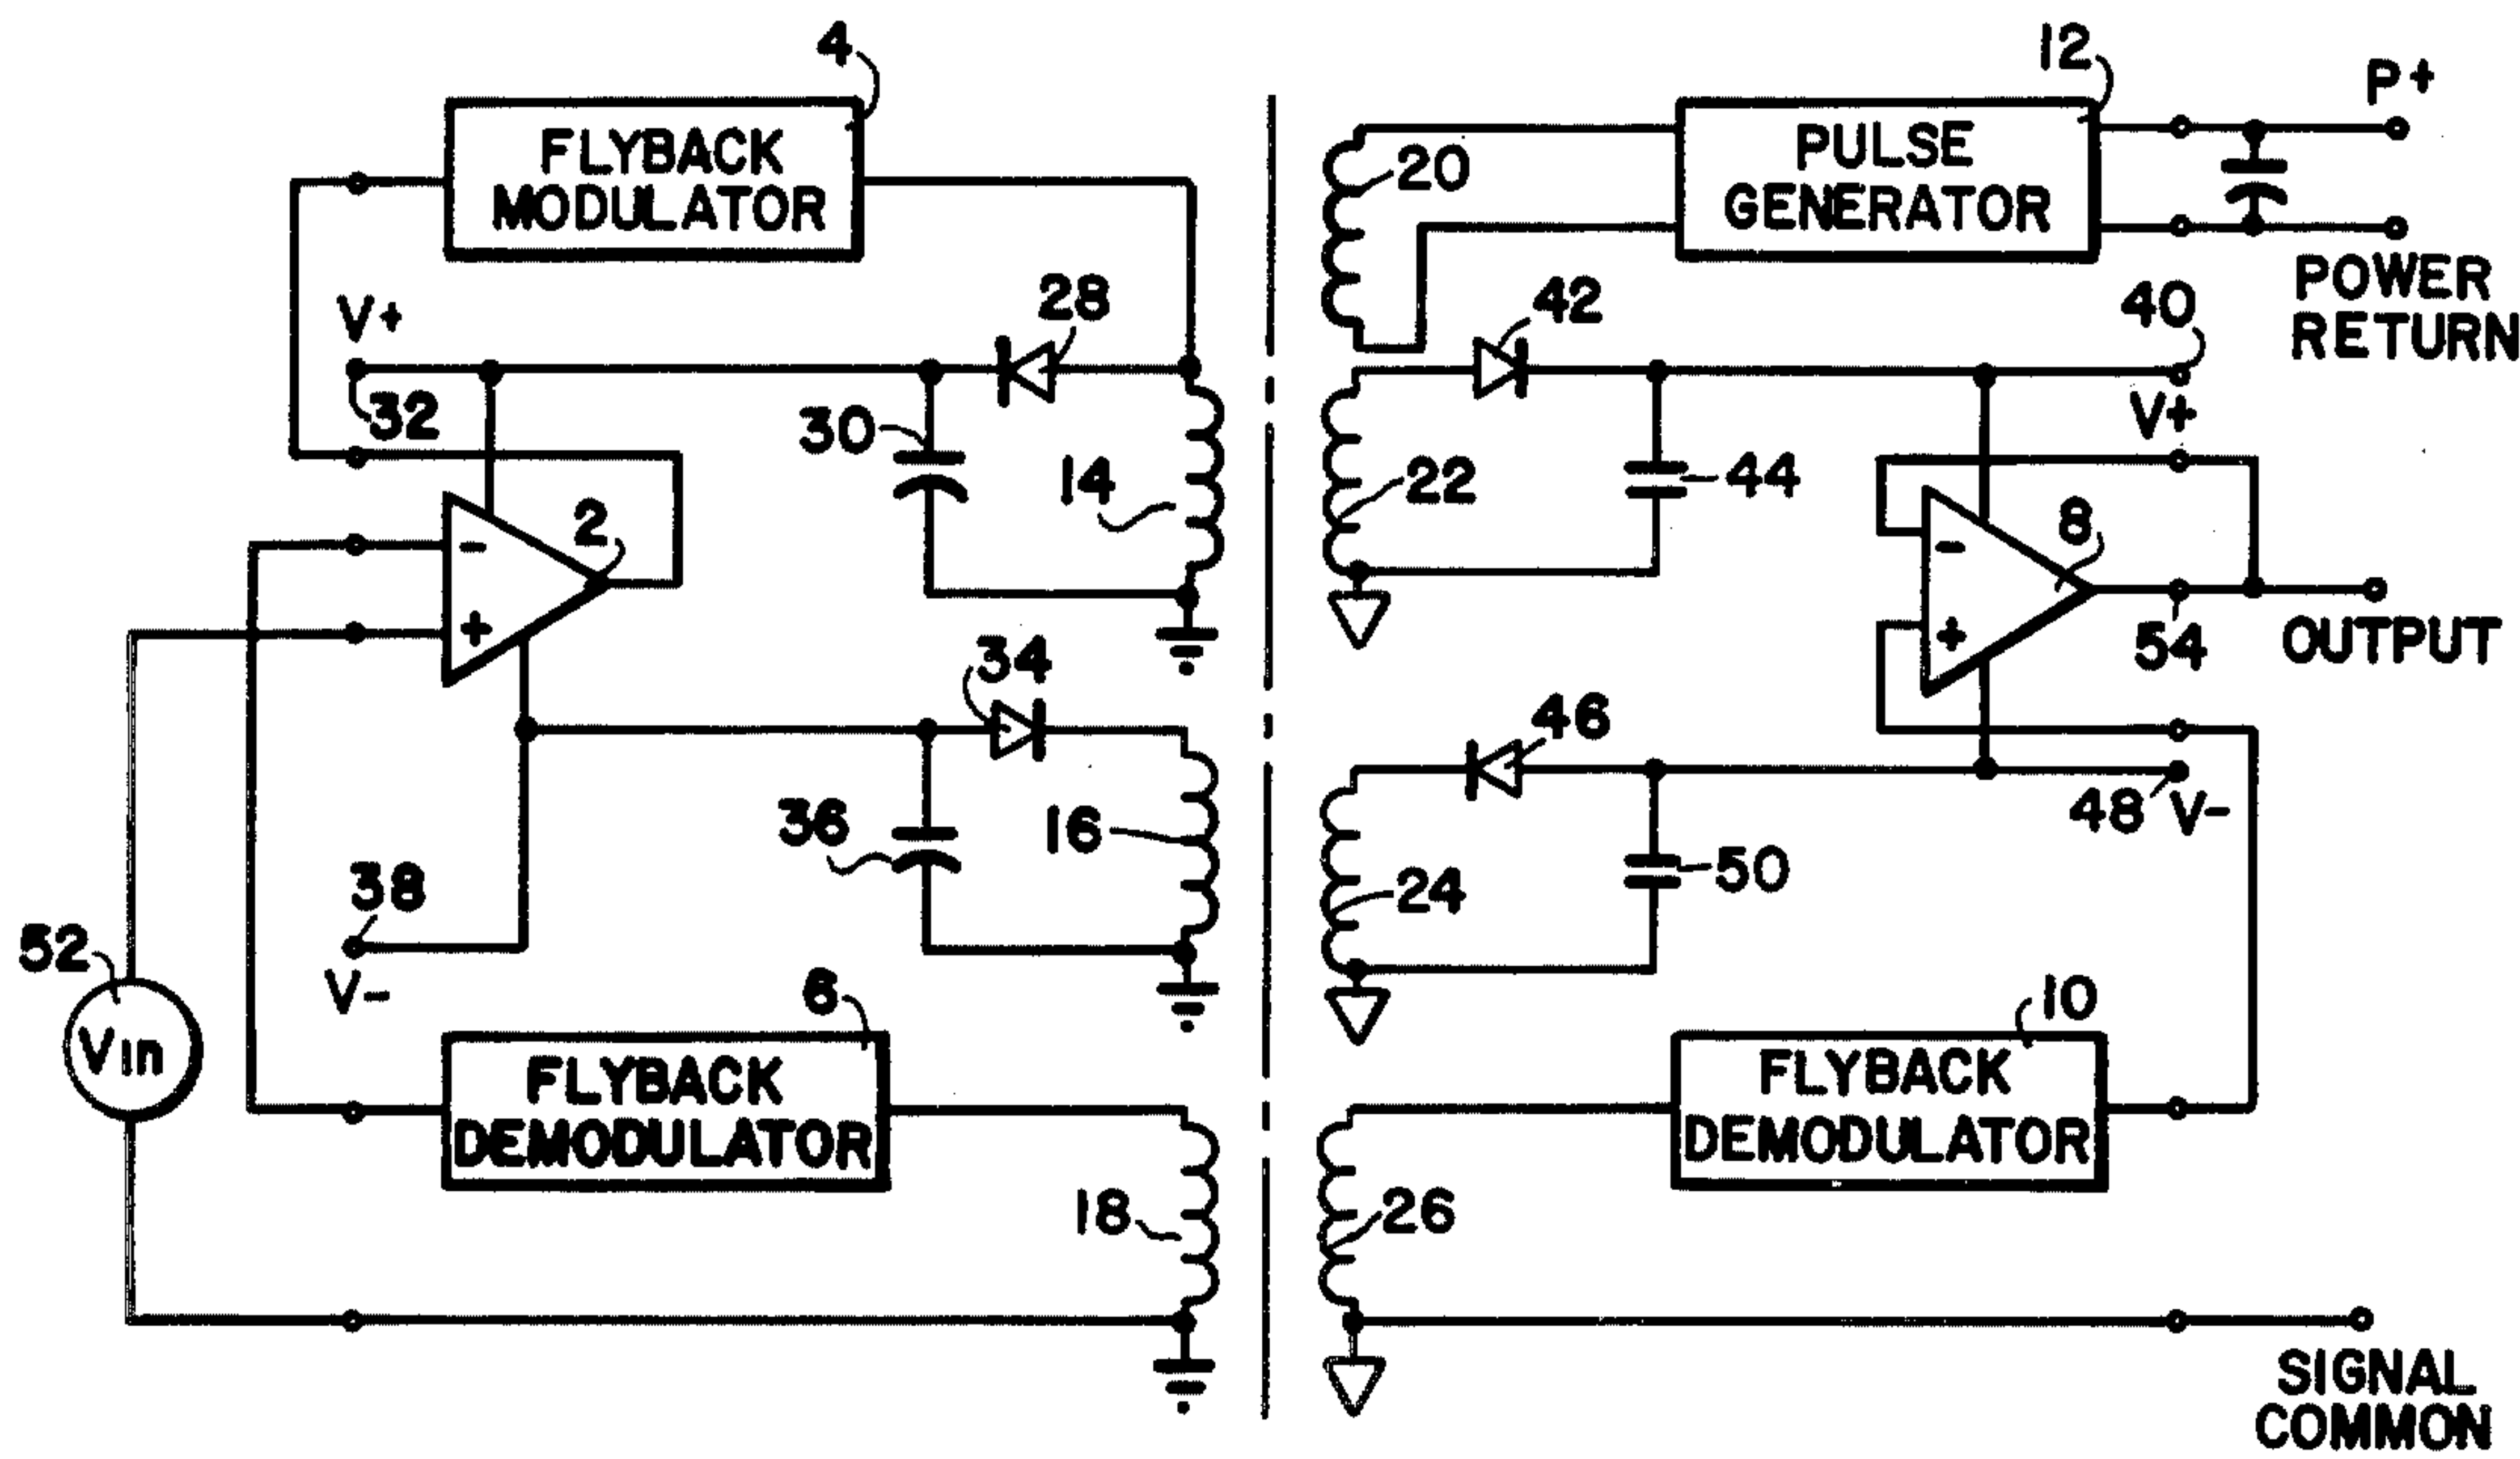 4
12
P+
FLYBACK
MODULATOR
PULSE
GENERATOR
20
POWER
RETURN
V+
28
42
40
32
30
14
22
44
V+
2
8
-
+
-
+
54
OUTPUT
34
46
36
16
48 V-
38
24
50
52
V-
6
10
Vin
FLYBACK
DEMODULATOR
FLYBACK
DEMODULATOR
18
26
SIGNAL
COMMON